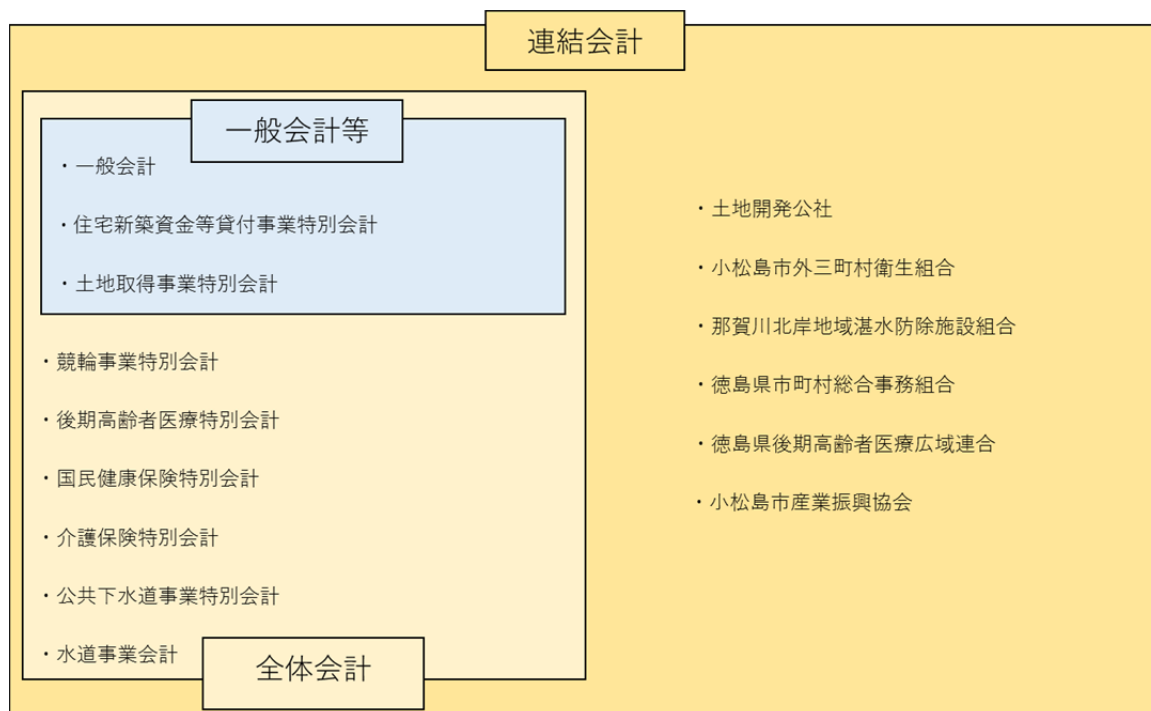 連結会計
一般会計等
・一般会計
・住宅新築資金等貸付事業特別会計
・土地取得事業特別会計
・競輪事業特別会計
・後期高齢者医療特別会計
・国民健康保険特別会計
・介護保険特別会計
・公共下水道事業特別会計
・水道事業会計
全体会計
・土地開発公社
・小松島市外三町村衛生組合
・那賀川北岸地域湛水防除施設組合
・徳島県市町村総合事務組合
・徳島県後期高齢者医療広域連合
・小松島市産業振興協会